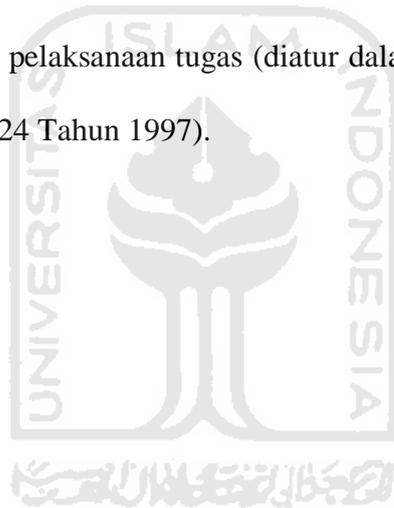 ISLAM
pelaksanaan tugas (diatur dala
24 Tahun 1997).
UNIVERSITAS
INDONESIA